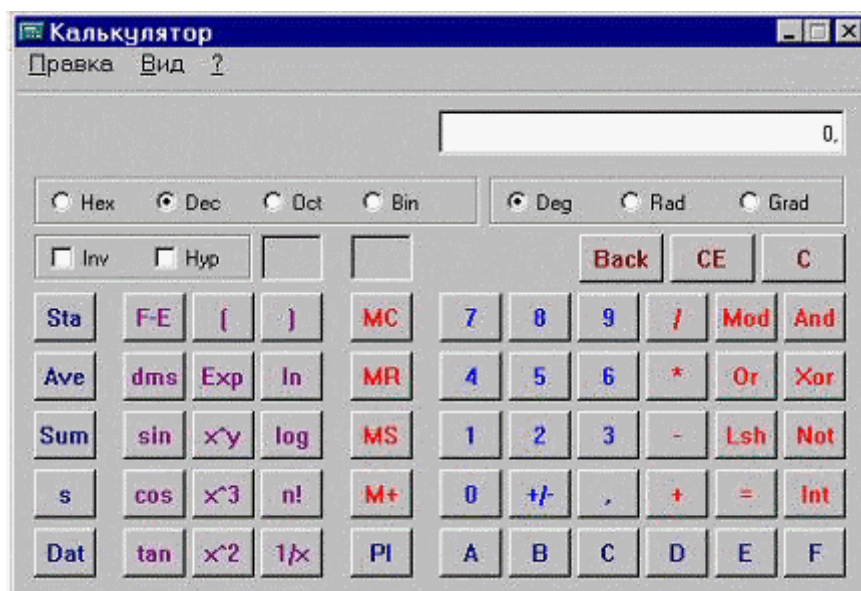 Калькулятор
Правка Вид ?
0,
Hex Dec Oct Bin Deg Rad Grad
Inv Hyp Back CE C
Sta F-E ( ) MC 7 8 9 / Mod And
Ave dms Exp ln MR 4 5 6 * Or Xor
Sum sin x^y log MS 1 2 3 - Lsh Not
s cos x^3 n! M+ 0 +/- , + = Int
Dat tan x^2 1/x PI A B C D E F